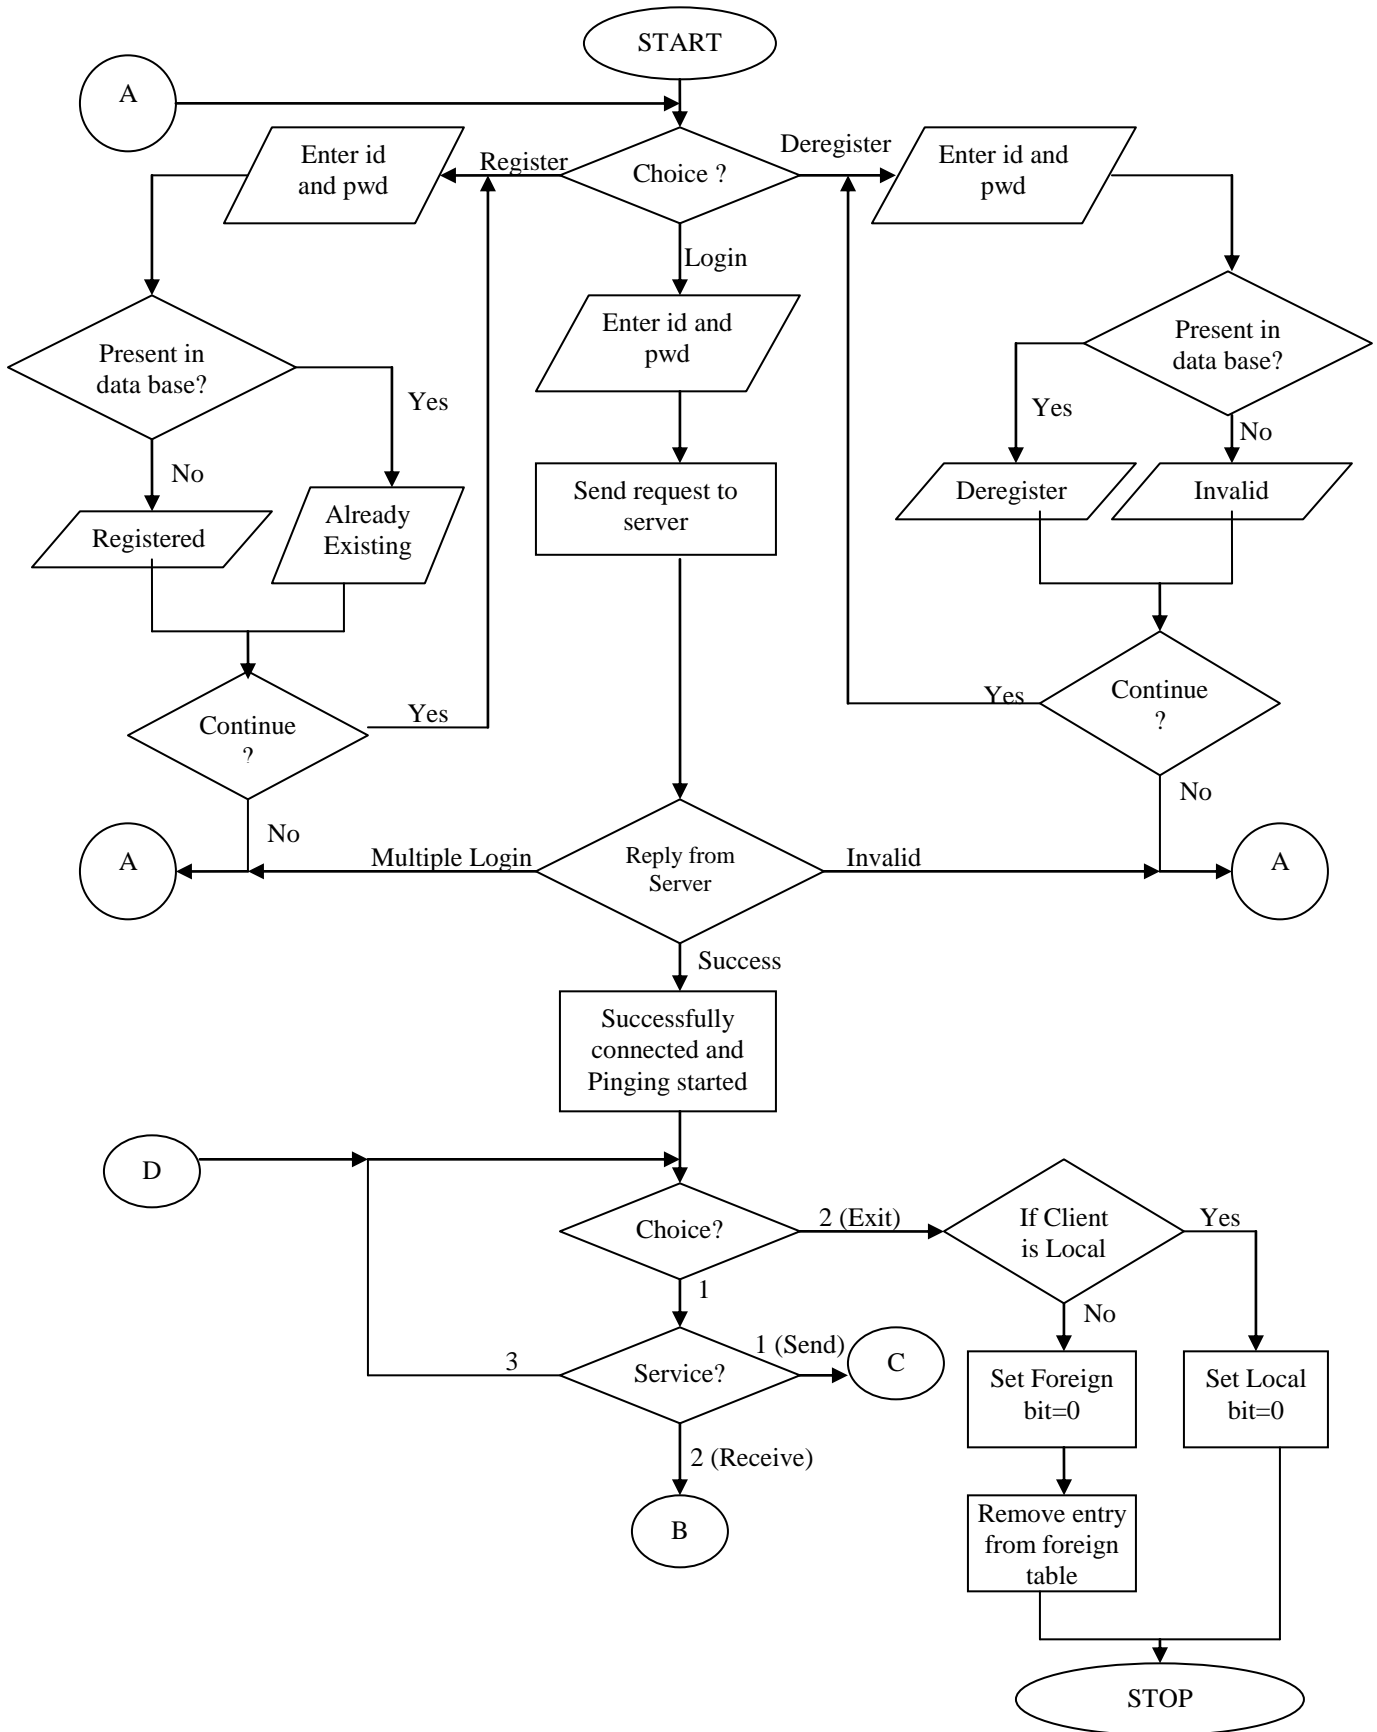 START
A
Enter id
and pwd
Register
Choice ?
Deregister
Enter id and
pwd
Login
Enter id and
pwd
Present in
data base?
Yes
No
Present in
data base?
Yes
No
Registered
Already
Existing
Send request to
server
Deregister
Invalid
Continue
?
Yes
No
Yes
Continue
?
No
A
Multiple Login
Reply from
Server
Invalid
A
Success
Successfully
connected and
Pinging started
D
Choice?
2 (Exit)
If Client
is Local
Yes
1
No
3
Service?
1 (Send)
C
Set Foreign
bit=0
Set Local
bit=0
2 (Receive)
B
Remove entry
from foreign
table
STOP